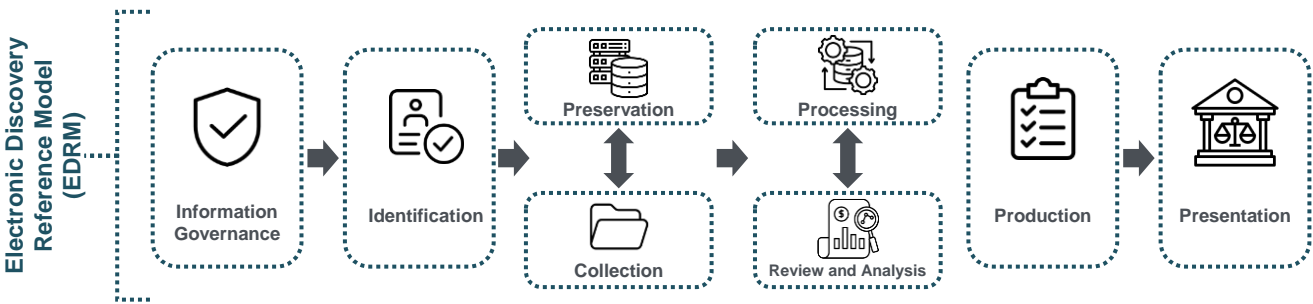 Electronic Discovery
Reference Model
(EDRM)
Information
Governance
Identification
Preservation
Collection
Processing
Review and Analysis
Production
Presentation